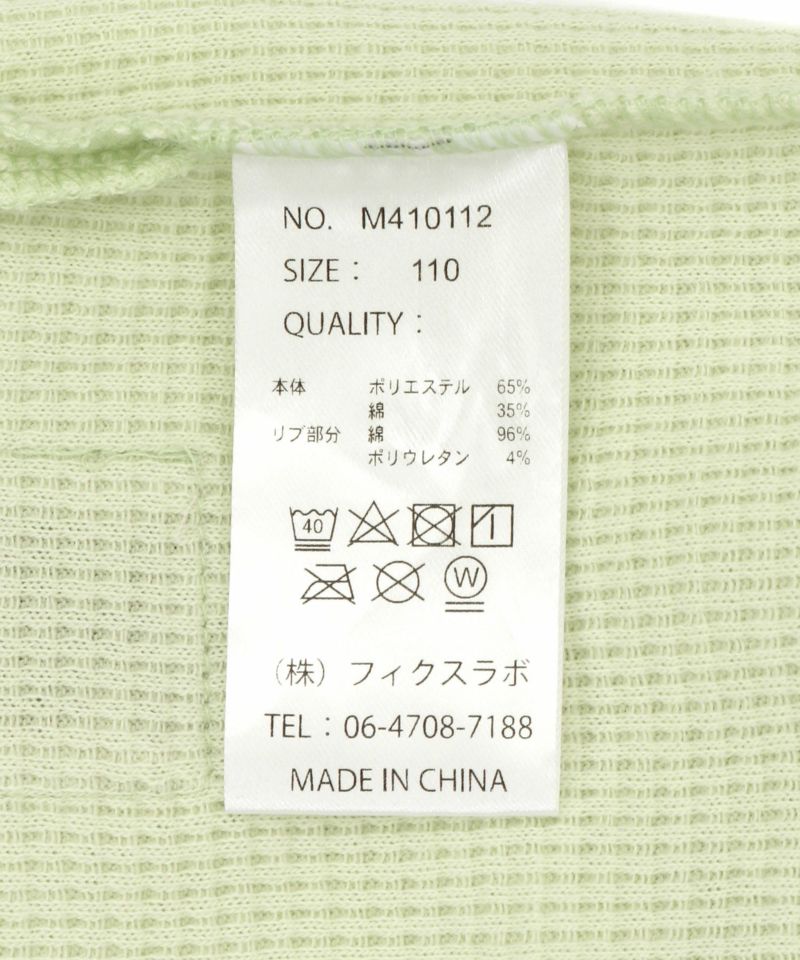 NO. M410112
SIZE : 110
QUALITY :
本体 ポリエステル 65%
綿 35%
リブ部分 綿 96%
ポリウレタン 4%
40
W
(株) フィクスラボ
TEL : 06-4708-7188
MADE IN CHINA